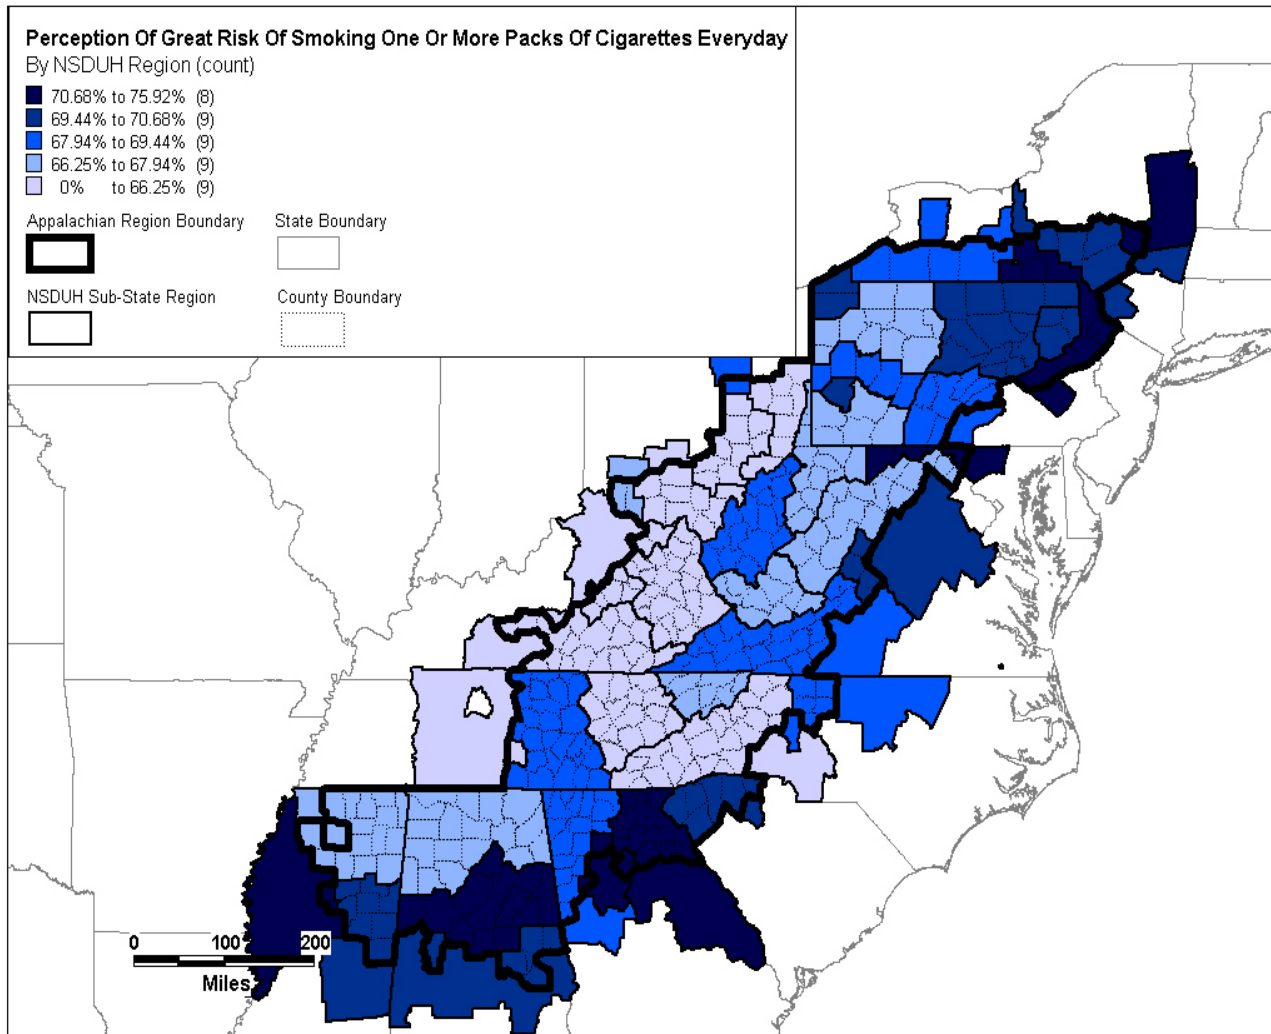 Perception Of Great Risk Of Smoking One Or More Packs Of Cigarettes Everyday
By NSDUH Region (count)
70.68% to 75.92% (8)
69.44% to 70.68% (9)
67.94% to 69.44% (9)
66.25% to 67.94% (9)
0% to 66.25% (9)
Appalachian Region Boundary State Boundary
NSDUH Sub-State Region County Boundary
0 100 200
Miles